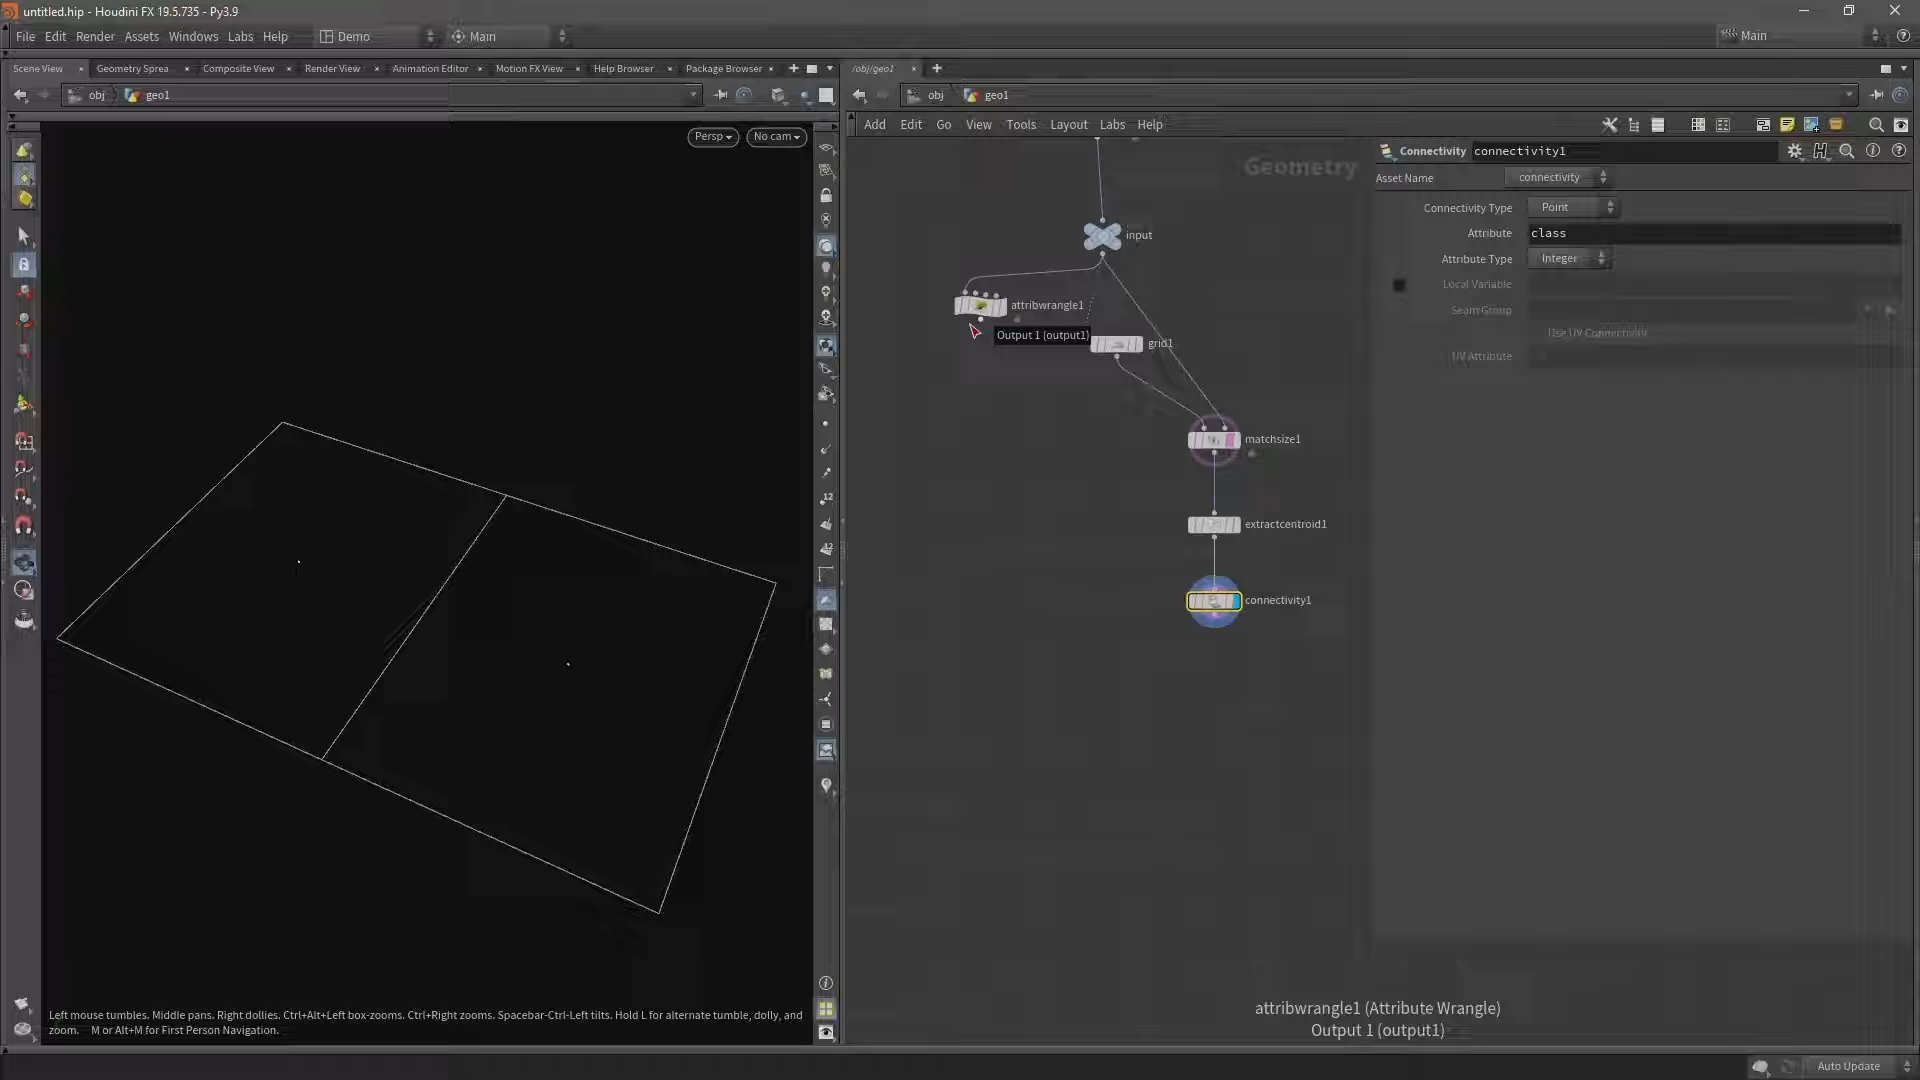 untitled.hip - Houdini FX 19.5.735 - Py3.9
File Edit Render Assets Windows Labs Help Demo Main Main
Scene View Geometry Sprea Composite View Render View Animation Editor Motion FX View Help Browser Package Browser
obj geo1
Persp No cam
12
12
Left mouse tumbles. Middle pans. Right dollies. Ctrl+Alt+Left box-zooms. Ctrl+Right zooms. Spacebar-Ctrl-Left tilts. Hold L for alternate tumble, dolly, and
zoom. M or Alt+M for First Person Navigation.
/obj/geo1
obj geo1
Add Edit Go View Tools Layout Labs Help
Geometry
input
attribwrangle1
Output 1 (output1)
grid1
matchsize1
extractcentroid1
connectivity1
attribwrangle1 (Attribute Wrangle)
Output 1 (output1)
Connectivity connectivity1
Asset Name connectivity
Connectivity Type Point
Attribute class
Attribute Type Integer
Local Variable
Seam Group
Use UV Connectivity
UV Attribute
Auto Update